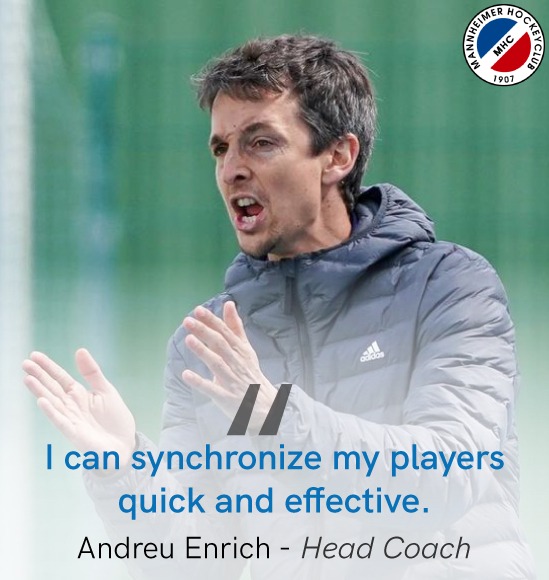 MANNHEIMER HOCKEYCLUB
MHC
1907
adidas
"
I can synchronize my players
quick and effective.
Andreu Enrich - Head Coach